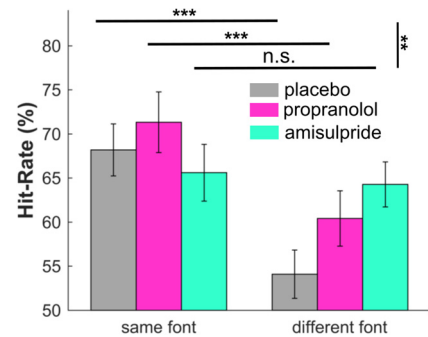 ***
***
n.s.
**
placebo
propranolol
amisulpride
Hit-Rate (%)
80
75
70
65
60
55
50
same font
different font